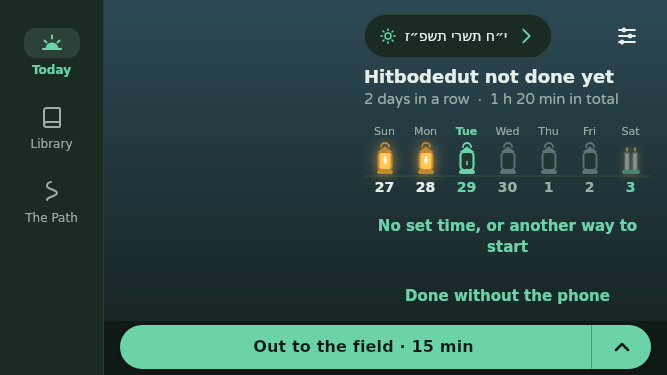 Today
Library
The Path
י״ח תשרי תשפ״ז
Hitbodedut not done yet
2 days in a row · 1 h 20 min in total
Sun Mon Tue Wed Thu Fri Sat
27 28 29 30 1 2 3
No set time, or another way to
start
Done without the phone
Out to the field · 15 min